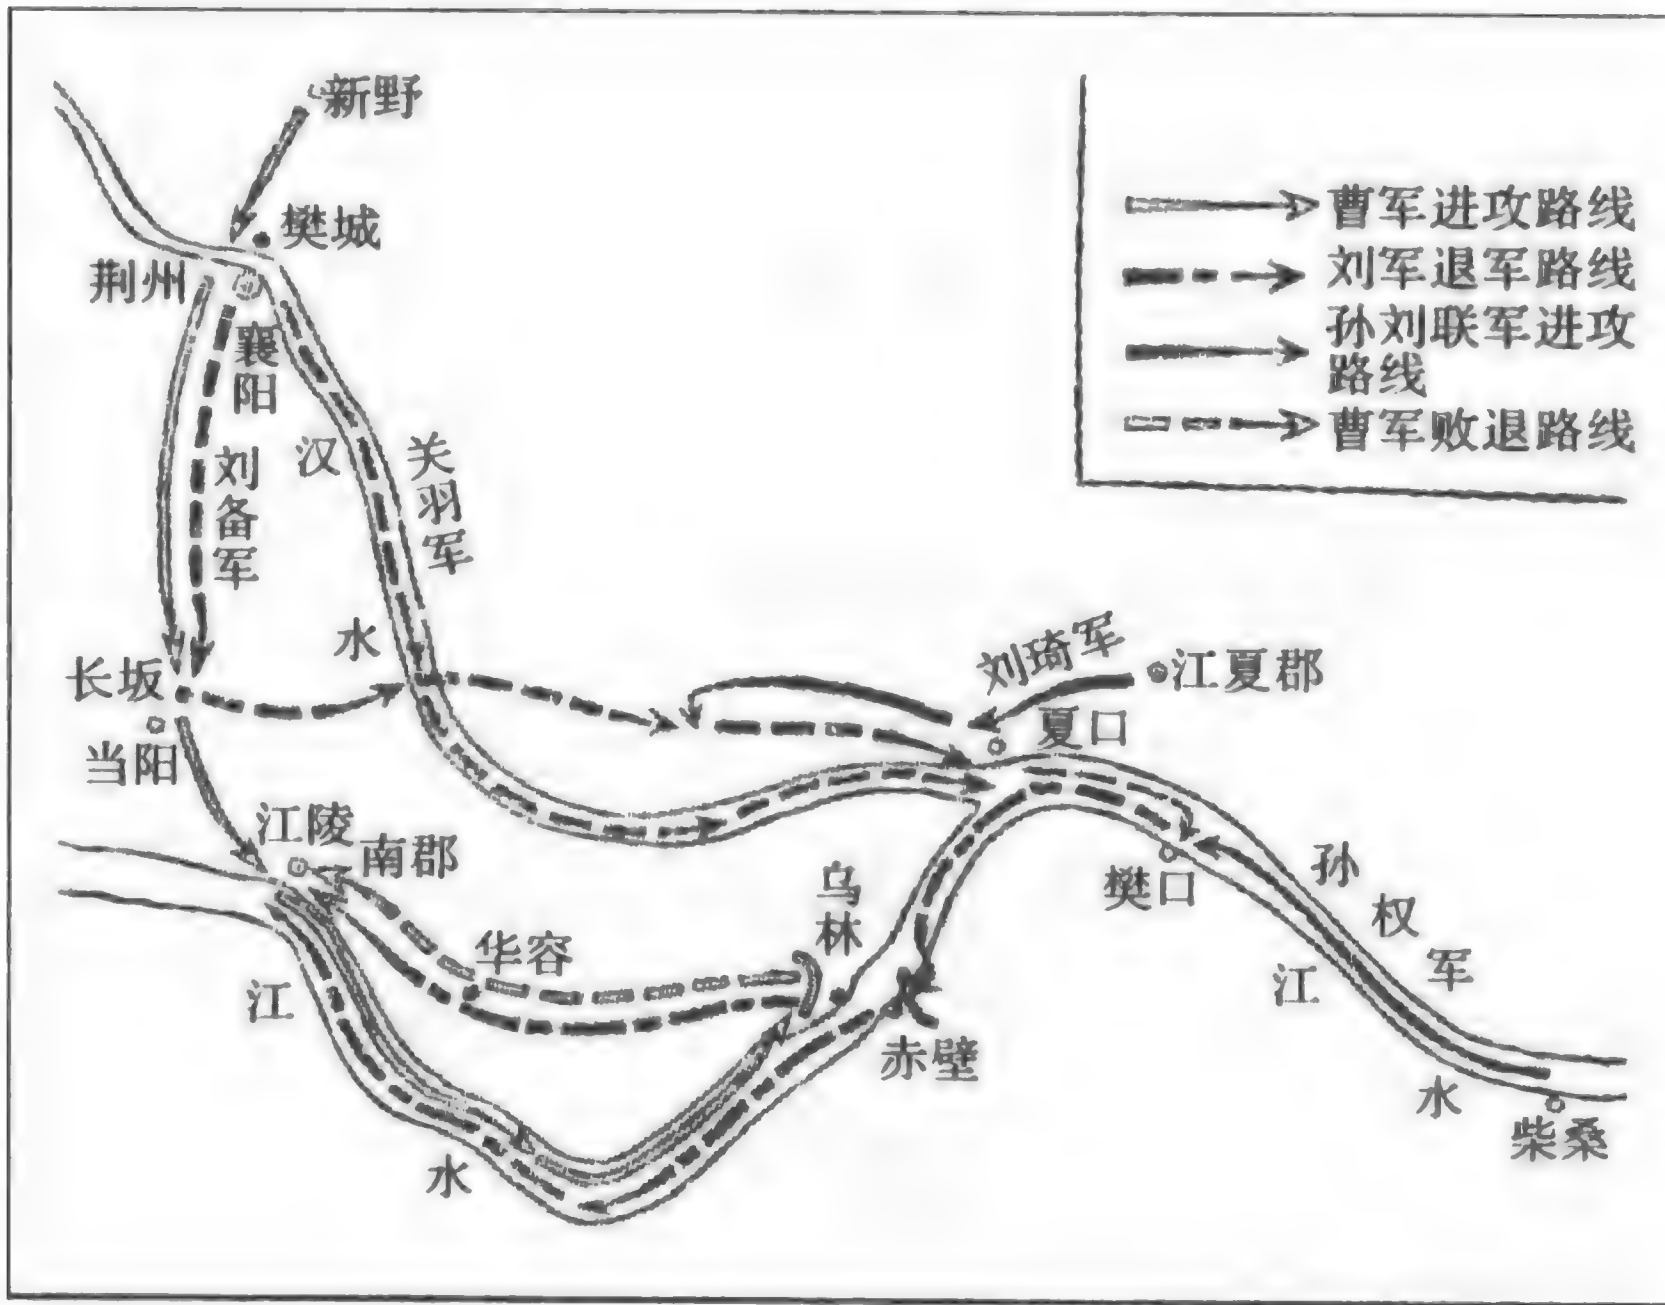 新野
樊城
荆州
襄阳
汉
水
关羽军
刘备军
长坂
当阳
江陵
南郡
华容
乌林
江
水
赤壁
刘琦军
江夏郡
夏口
樊口
孙权军
江
水
柴桑
曹军进攻路线
刘军退军路线
孙刘联军进攻
路线
曹军败退路线